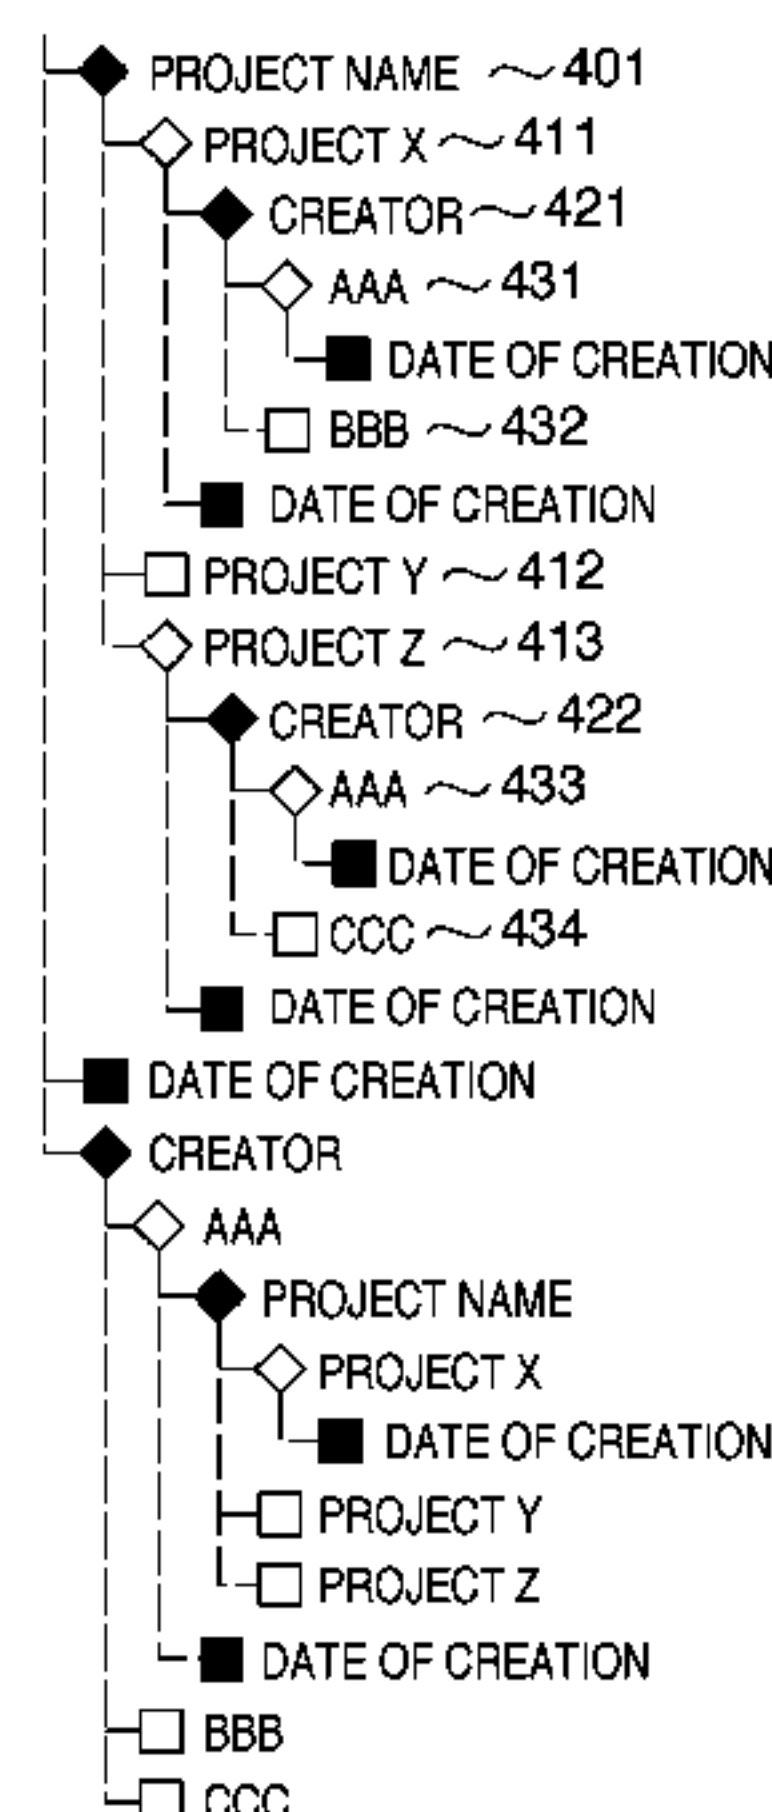 PROJECT NAME 401
PROJECT X 411
CREATOR 421
AAA 431
DATE OF CREATION
BBB 432
DATE OF CREATION
PROJECT Y 412
PROJECT Z 413
CREATOR 422
AAA 433
DATE OF CREATION
CCC 434
DATE OF CREATION
DATE OF CREATION
CREATOR
AAA
PROJECT NAME
PROJECT X
DATE OF CREATION
PROJECT Y
PROJECT Z
DATE OF CREATION
BBB
CCC